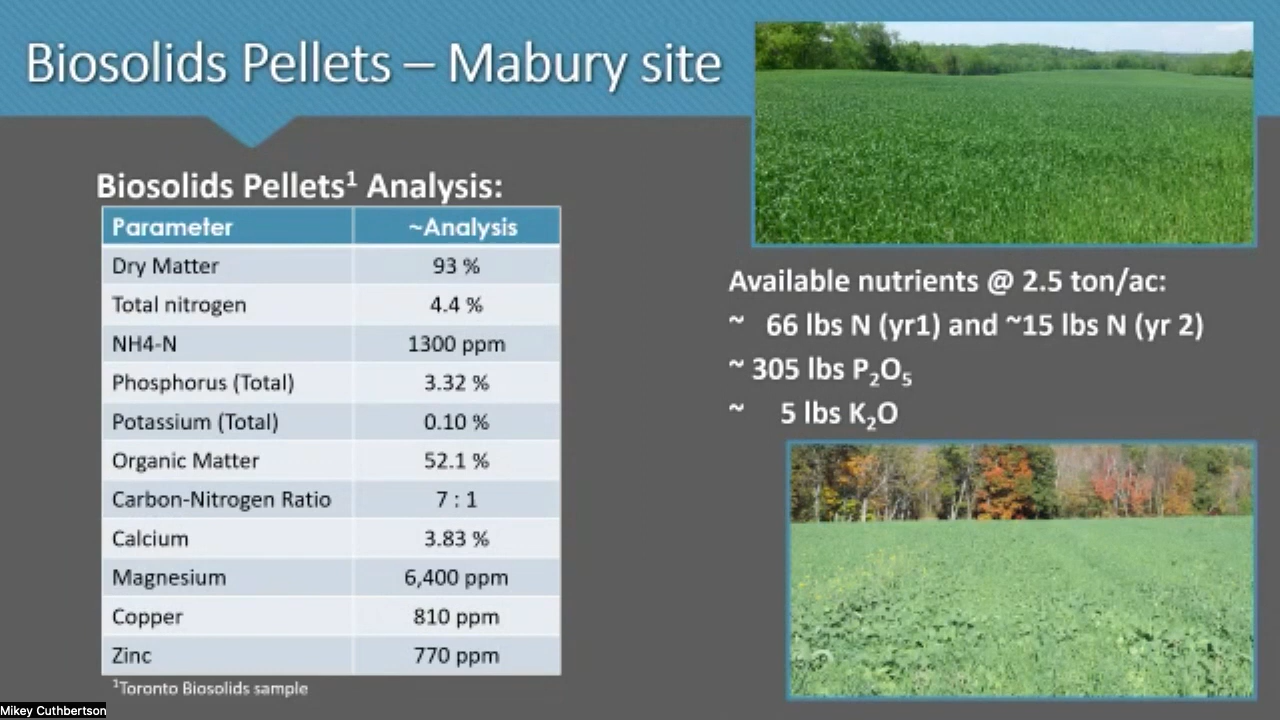 Biosolids Pellets – Mabury site
Biosolids Pellets¹ Analysis:
Parameter ~Analysis
Dry Matter 93 %
Total nitrogen 4.4 %
NH4-N 1300 ppm
Phosphorus (Total) 3.32 %
Potassium (Total) 0.10 %
Organic Matter 52.1 %
Carbon-Nitrogen Ratio 7 : 1
Calcium 3.83 %
Magnesium 6,400 ppm
Copper 810 ppm
Zinc 770 ppm
¹Toronto Biosolids sample
Available nutrients @ 2.5 ton/ac:
~ 66 lbs N (yr1) and ~15 lbs N (yr 2)
~ 305 lbs P₂O₅
~ 5 lbs K₂O
Mikey Cuthbertson